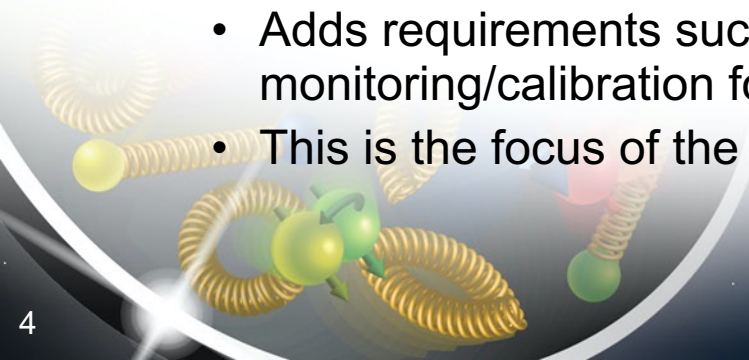 • Adds requirements suc
monitoring/calibration fo
• This is the focus of the
4